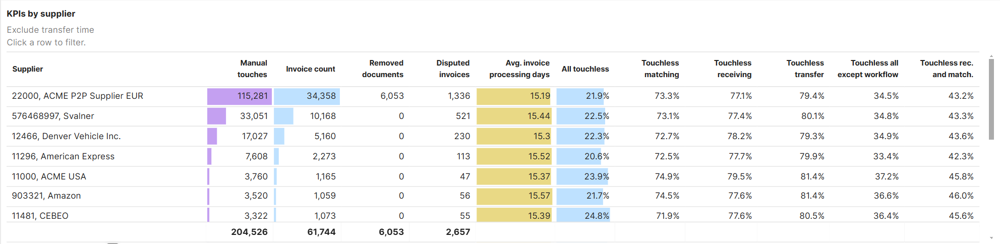 KPIs by supplier
Exclude transfer time
Click a row to filter.
Supplier Manual touches Invoice count Removed documents Disputed invoices Avg. invoice processing days All touchless Touchless matching Touchless receiving Touchless transfer Touchless all except workflow Touchless rec. and match.
22000, ACME P2P Supplier EUR 115,281 34,358 6,053 1,336 15.19 21.9% 73.3% 77.1% 79.4% 34.5% 43.2%
576468997, Svalner 33,051 10,168 0 521 15.44 22.5% 73.1% 77.4% 80.1% 34.8% 43.3%
12466, Denver Vehicle Inc. 17,027 5,160 0 230 15.3 22.3% 72.7% 78.2% 79.3% 34.9% 43.6%
11296, American Express 7,608 2,273 0 113 15.52 20.6% 72.5% 77.7% 79.9% 33.4% 42.3%
11000, ACME USA 3,760 1,165 0 47 15.37 23.9% 74.9% 79.5% 81.4% 37.2% 45.8%
903321, Amazon 3,520 1,059 0 56 15.57 21.7% 74.5% 77.6% 81.4% 36.6% 46.0%
11481, CEBEO 3,322 1,073 0 55 15.39 24.8% 71.9% 77.6% 80.5% 36.4% 45.6%
204,526 61,744 6,053 2,657